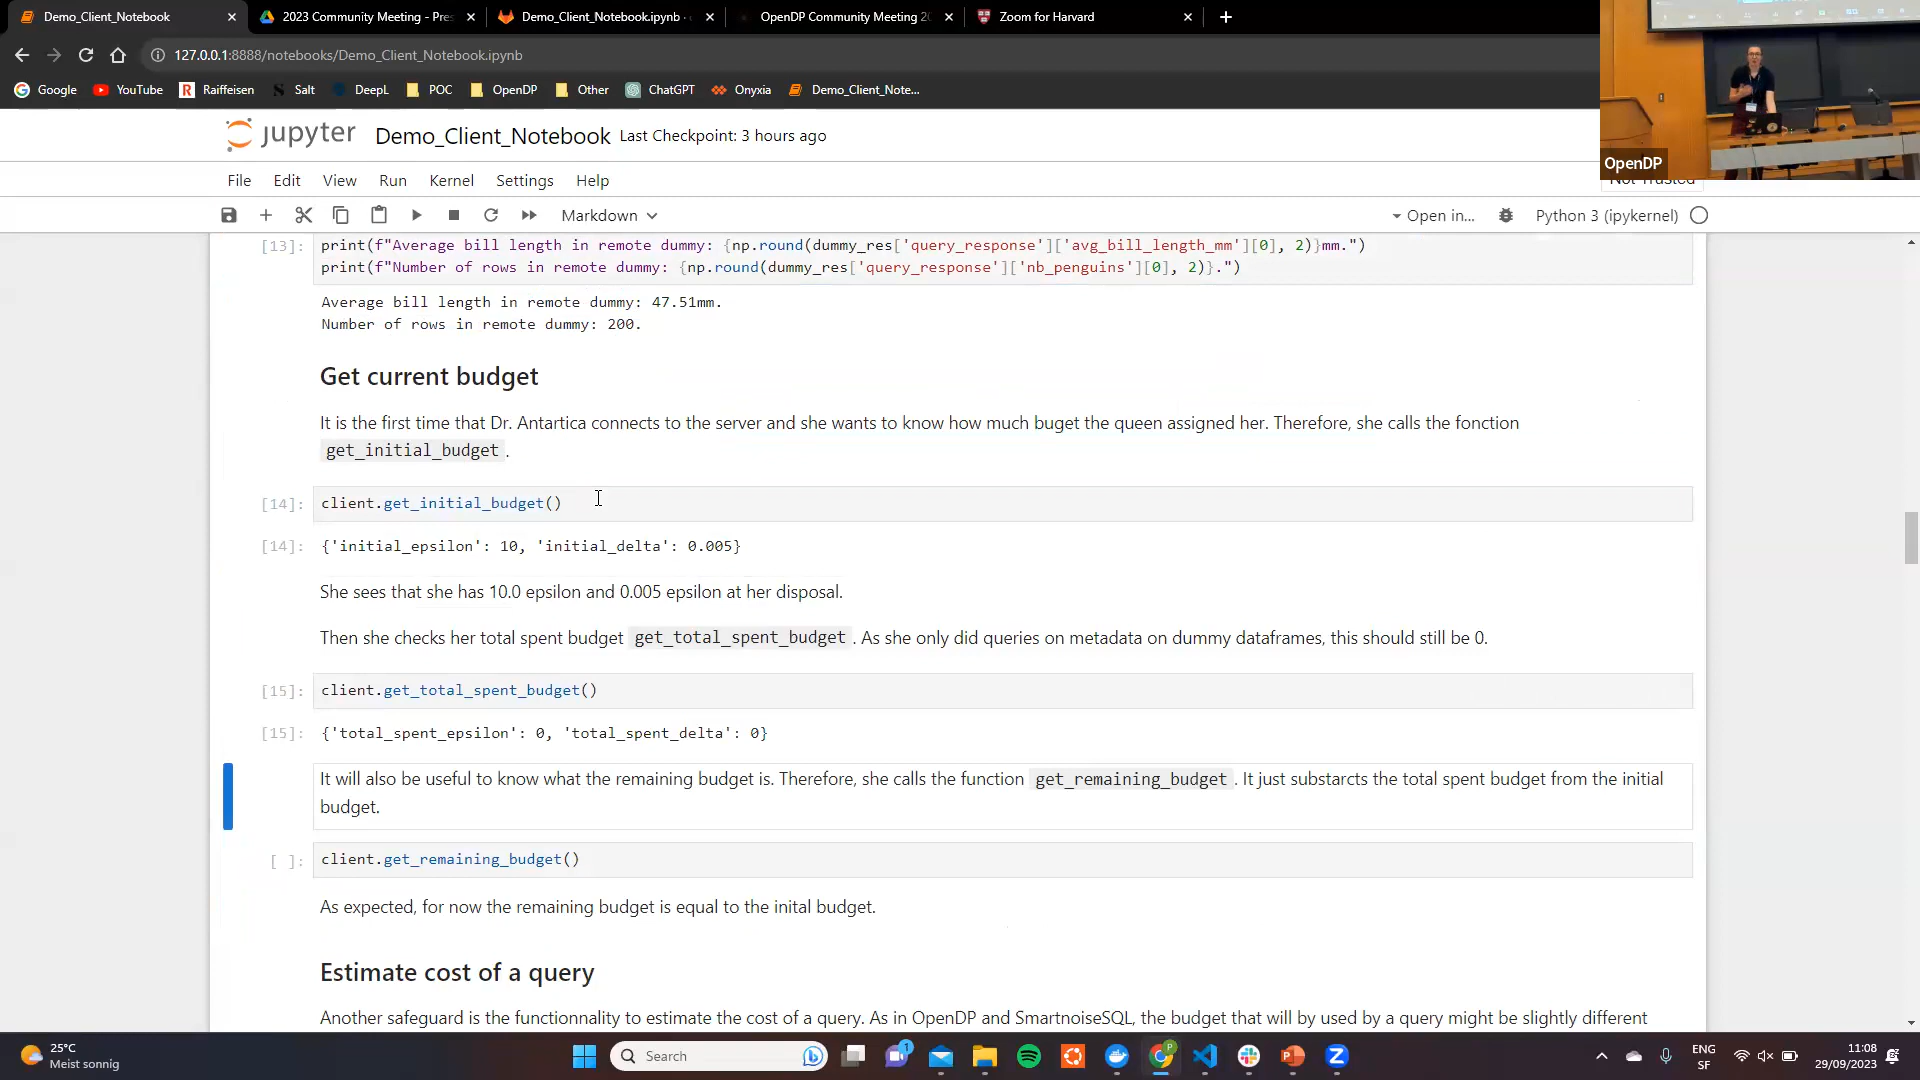 Demo_Client_Notebook
2023 Community Meeting - Pres
Demo_Client_Notebook.ipynb ·
OpenDP Community Meeting 2
Zoom for Harvard
127.0.0.1:8888/notebooks/Demo_Client_Notebook.ipynb
Google
YouTube
Raiffeisen
Salt
DeepL
POC
OpenDP
Other
ChatGPT
Onyxia
Demo_Client_Note...
OpenDP
jupyter
Demo_Client_Notebook
Last Checkpoint: 3 hours ago
File
Edit
View
Run
Kernel
Settings
Help
Not Trusted
Markdown
Open in...
Python 3 (ipykernel)
[13]: print(f"Average bill length in remote dummy: {np.round(dummy_res['query_response']['avg_bill_length_mm'][0], 2)}mm.")
print(f"Number of rows in remote dummy: {np.round(dummy_res['query_response']['nb_penguins'][0], 2)}.")
Average bill length in remote dummy: 47.51mm.
Number of rows in remote dummy: 200.
Get current budget
It is the first time that Dr. Antartica connects to the server and she wants to know how much buget the queen assigned her. Therefore, she calls the fonction
get_initial_budget .
[14]: client.get_initial_budget()
[14]: {'initial_epsilon': 10, 'initial_delta': 0.005}
She sees that she has 10.0 epsilon and 0.005 epsilon at her disposal.
Then she checks her total spent budget get_total_spent_budget . As she only did queries on metadata on dummy dataframes, this should still be 0.
[15]: client.get_total_spent_budget()
[15]: {'total_spent_epsilon': 0, 'total_spent_delta': 0}
It will also be useful to know what the remaining budget is. Therefore, she calls the function get_remaining_budget . It just substarcts the total spent budget from the initial
budget.
[ ]: client.get_remaining_budget()
As expected, for now the remaining budget is equal to the inital budget.
Estimate cost of a query
Another safeguard is the functionnality to estimate the cost of a query. As in OpenDP and SmartnoiseSQL, the budget that will by used by a query might be slightly different
25°C
Meist sonnig
Search
1
ENG
SF
11:08
29/09/2023